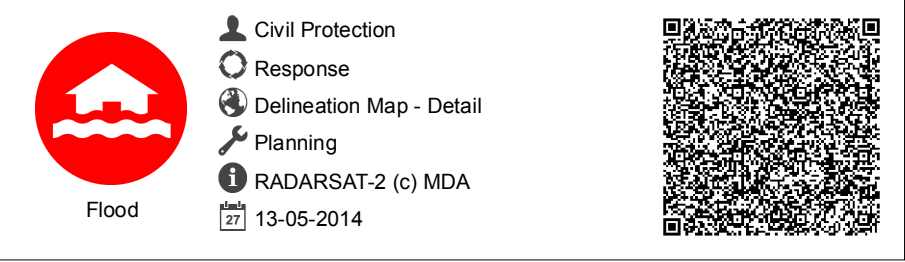 Civil Protection
Response
Delineation Map - Detail
Planning
RADARSAT-2 (c) MDA
27 13-05-2014
Flood